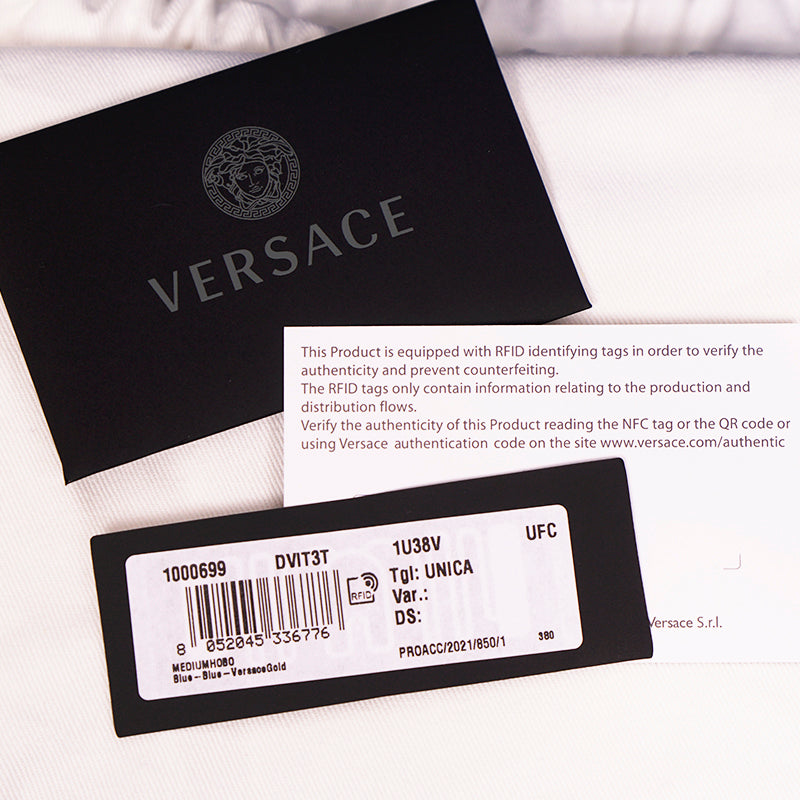 VERSACE
This Product is equipped with RFID identifying tags in order to verify the
authenticity and prevent counterfeiting.
The RFID tags only contain information relating to the production and
distribution flows.
Verify the authenticity of this Product reading the NFC tag or the QR code or
using Versace authentication code on the site www.versace.com/authentic
Versace S.r.l.
1000699 DVIT3T 1U38V UFC
RFID
Tgl: UNICA
Var.:
DS:
8 052045 336776
MEDIUMHOBO
Blue--Blue-VersaceGold
PROACC/2021/850/1 380